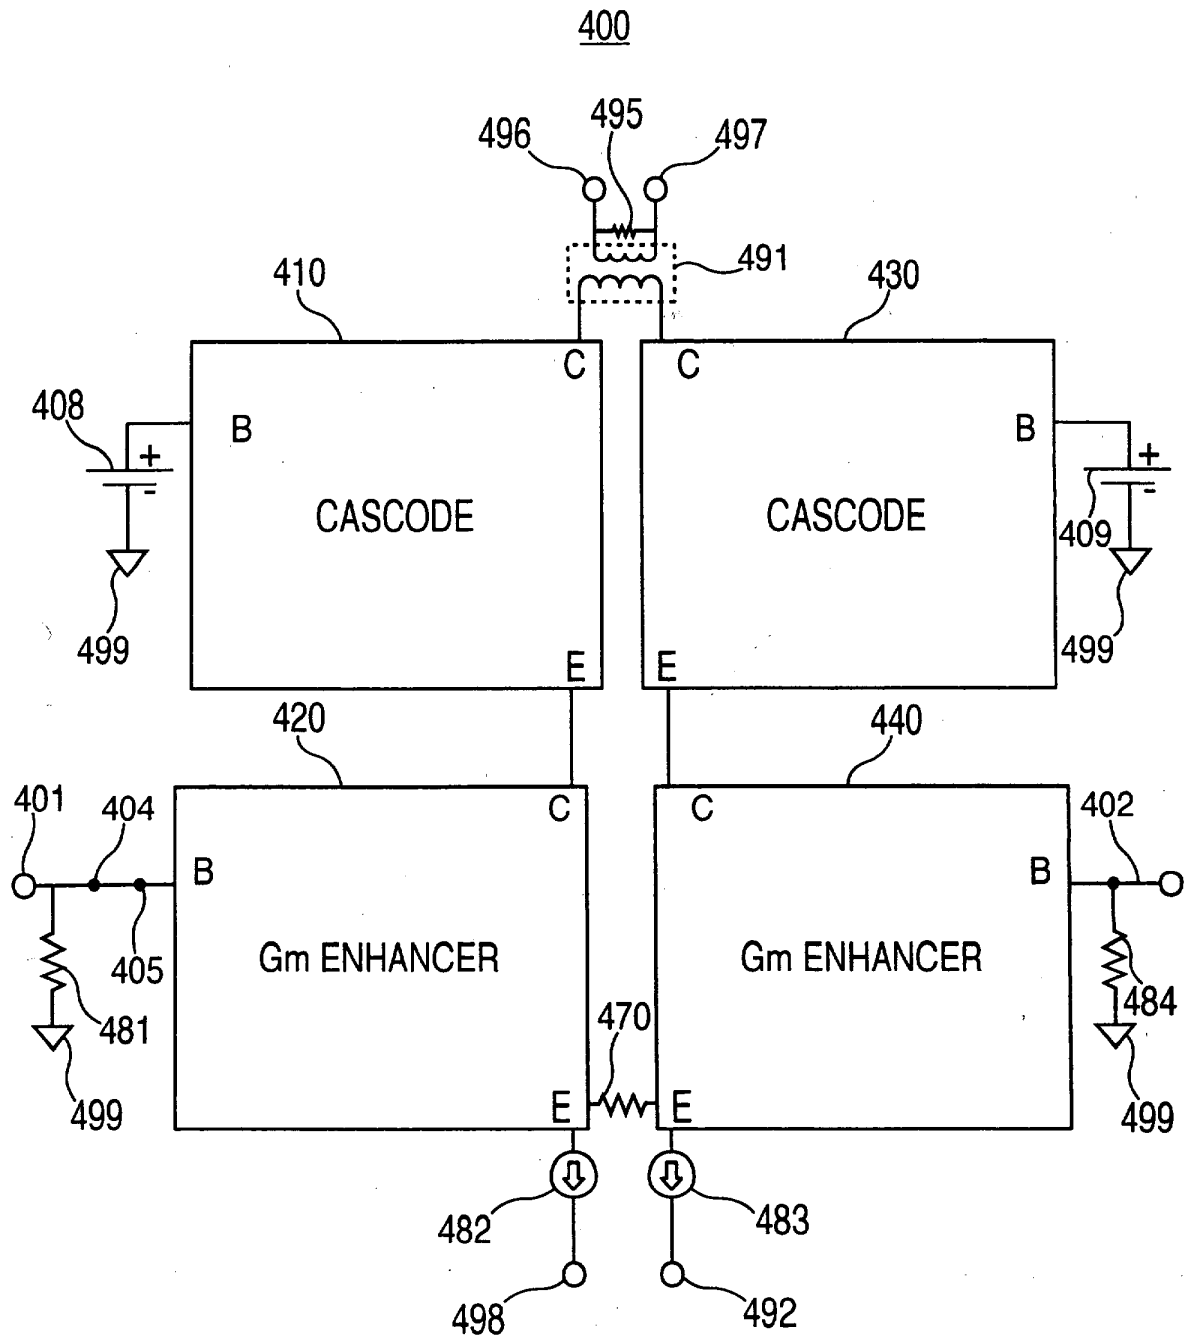 400
495
496 497
491
410 430
C C
408 B B
+ +
- -
CASCODE CASCODE
409
499 499
E E
420 440
401 404 C C 402
B B
405 Gm ENHANCER Gm ENHANCER
481 470 484
499 E E 499
482 483
498 492